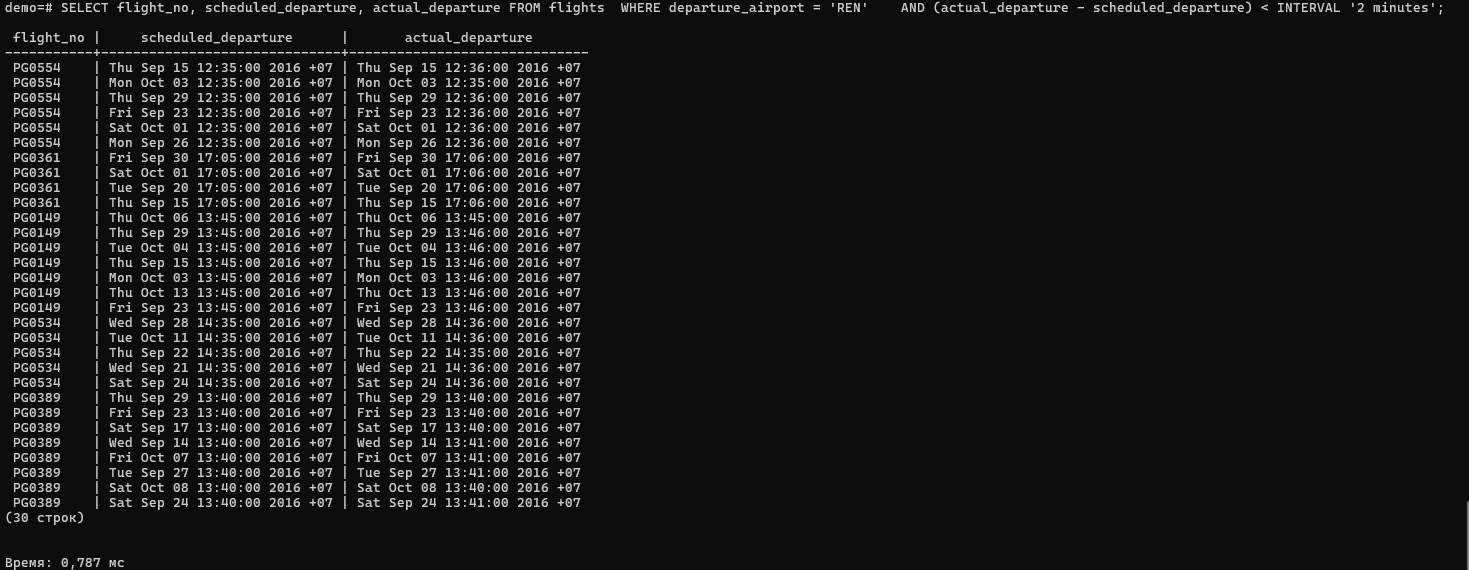 demo=# SELECT flight_no, scheduled_departure, actual_departure FROM flights  WHERE departure_airport = 'REN'    AND (actual_departure - scheduled_departure) < INTERVAL '2 minutes';
 flight_no |     scheduled_departure      |       actual_departure
-----------+------------------------------+------------------------------
 PG0554    | Thu Sep 15 12:35:00 2016 +07 | Thu Sep 15 12:36:00 2016 +07
 PG0554    | Mon Oct 03 12:35:00 2016 +07 | Mon Oct 03 12:35:00 2016 +07
 PG0554    | Thu Sep 29 12:35:00 2016 +07 | Thu Sep 29 12:36:00 2016 +07
 PG0554    | Fri Sep 23 12:35:00 2016 +07 | Fri Sep 23 12:36:00 2016 +07
 PG0554    | Sat Oct 01 12:35:00 2016 +07 | Sat Oct 01 12:36:00 2016 +07
 PG0554    | Mon Sep 26 12:35:00 2016 +07 | Mon Sep 26 12:36:00 2016 +07
 PG0361    | Fri Sep 30 17:05:00 2016 +07 | Fri Sep 30 17:06:00 2016 +07
 PG0361    | Sat Oct 01 17:05:00 2016 +07 | Sat Oct 01 17:06:00 2016 +07
 PG0361    | Tue Sep 20 17:05:00 2016 +07 | Tue Sep 20 17:06:00 2016 +07
 PG0361    | Thu Sep 15 17:05:00 2016 +07 | Thu Sep 15 17:06:00 2016 +07
 PG0149    | Thu Oct 06 13:45:00 2016 +07 | Thu Oct 06 13:45:00 2016 +07
 PG0149    | Thu Sep 29 13:45:00 2016 +07 | Thu Sep 29 13:46:00 2016 +07
 PG0149    | Tue Oct 04 13:45:00 2016 +07 | Tue Oct 04 13:46:00 2016 +07
 PG0149    | Thu Sep 15 13:45:00 2016 +07 | Thu Sep 15 13:46:00 2016 +07
 PG0149    | Mon Oct 03 13:45:00 2016 +07 | Mon Oct 03 13:46:00 2016 +07
 PG0149    | Thu Oct 13 13:45:00 2016 +07 | Thu Oct 13 13:46:00 2016 +07
 PG0149    | Fri Sep 23 13:45:00 2016 +07 | Fri Sep 23 13:46:00 2016 +07
 PG0534    | Wed Sep 28 14:35:00 2016 +07 | Wed Sep 28 14:36:00 2016 +07
 PG0534    | Tue Oct 11 14:35:00 2016 +07 | Tue Oct 11 14:36:00 2016 +07
 PG0534    | Thu Sep 22 14:35:00 2016 +07 | Thu Sep 22 14:35:00 2016 +07
 PG0534    | Wed Sep 21 14:35:00 2016 +07 | Wed Sep 21 14:36:00 2016 +07
 PG0534    | Sat Sep 24 14:35:00 2016 +07 | Sat Sep 24 14:36:00 2016 +07
 PG0389    | Thu Sep 29 13:40:00 2016 +07 | Thu Sep 29 13:40:00 2016 +07
 PG0389    | Fri Sep 23 13:40:00 2016 +07 | Fri Sep 23 13:40:00 2016 +07
 PG0389    | Sat Sep 17 13:40:00 2016 +07 | Sat Sep 17 13:40:00 2016 +07
 PG0389    | Wed Sep 14 13:40:00 2016 +07 | Wed Sep 14 13:41:00 2016 +07
 PG0389    | Fri Oct 07 13:40:00 2016 +07 | Fri Oct 07 13:41:00 2016 +07
 PG0389    | Tue Sep 27 13:40:00 2016 +07 | Tue Sep 27 13:41:00 2016 +07
 PG0389    | Sat Oct 08 13:40:00 2016 +07 | Sat Oct 08 13:40:00 2016 +07
 PG0389    | Sat Sep 24 13:40:00 2016 +07 | Sat Sep 24 13:41:00 2016 +07
(30 строк)
Время: 0,787 мс